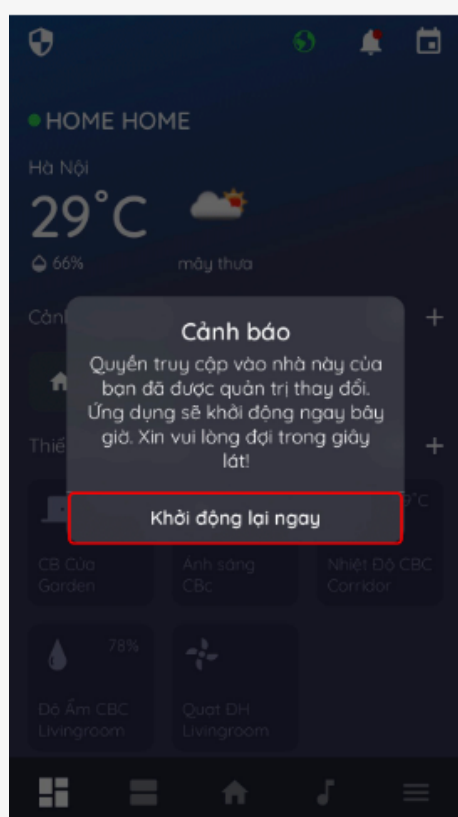 HOME HOME
Hà Nội
29°C
66%
mây thưa
Cản
Cảnh báo
Quyền truy cập vào nhà này của
bạn đã được quản trị thay đổi.
Ứng dụng sẽ khởi động ngay bây
giờ. Xin vui lòng đợi trong giây
lát!
Thiế
Khởi động lại ngay
9°C
CB Cửa
Garden
Ánh sáng
CBc
Nhiệt Độ CBC
Corridor
78%
Độ Ẩm CBC
Livingroom
Quạt ĐH
Livingroom